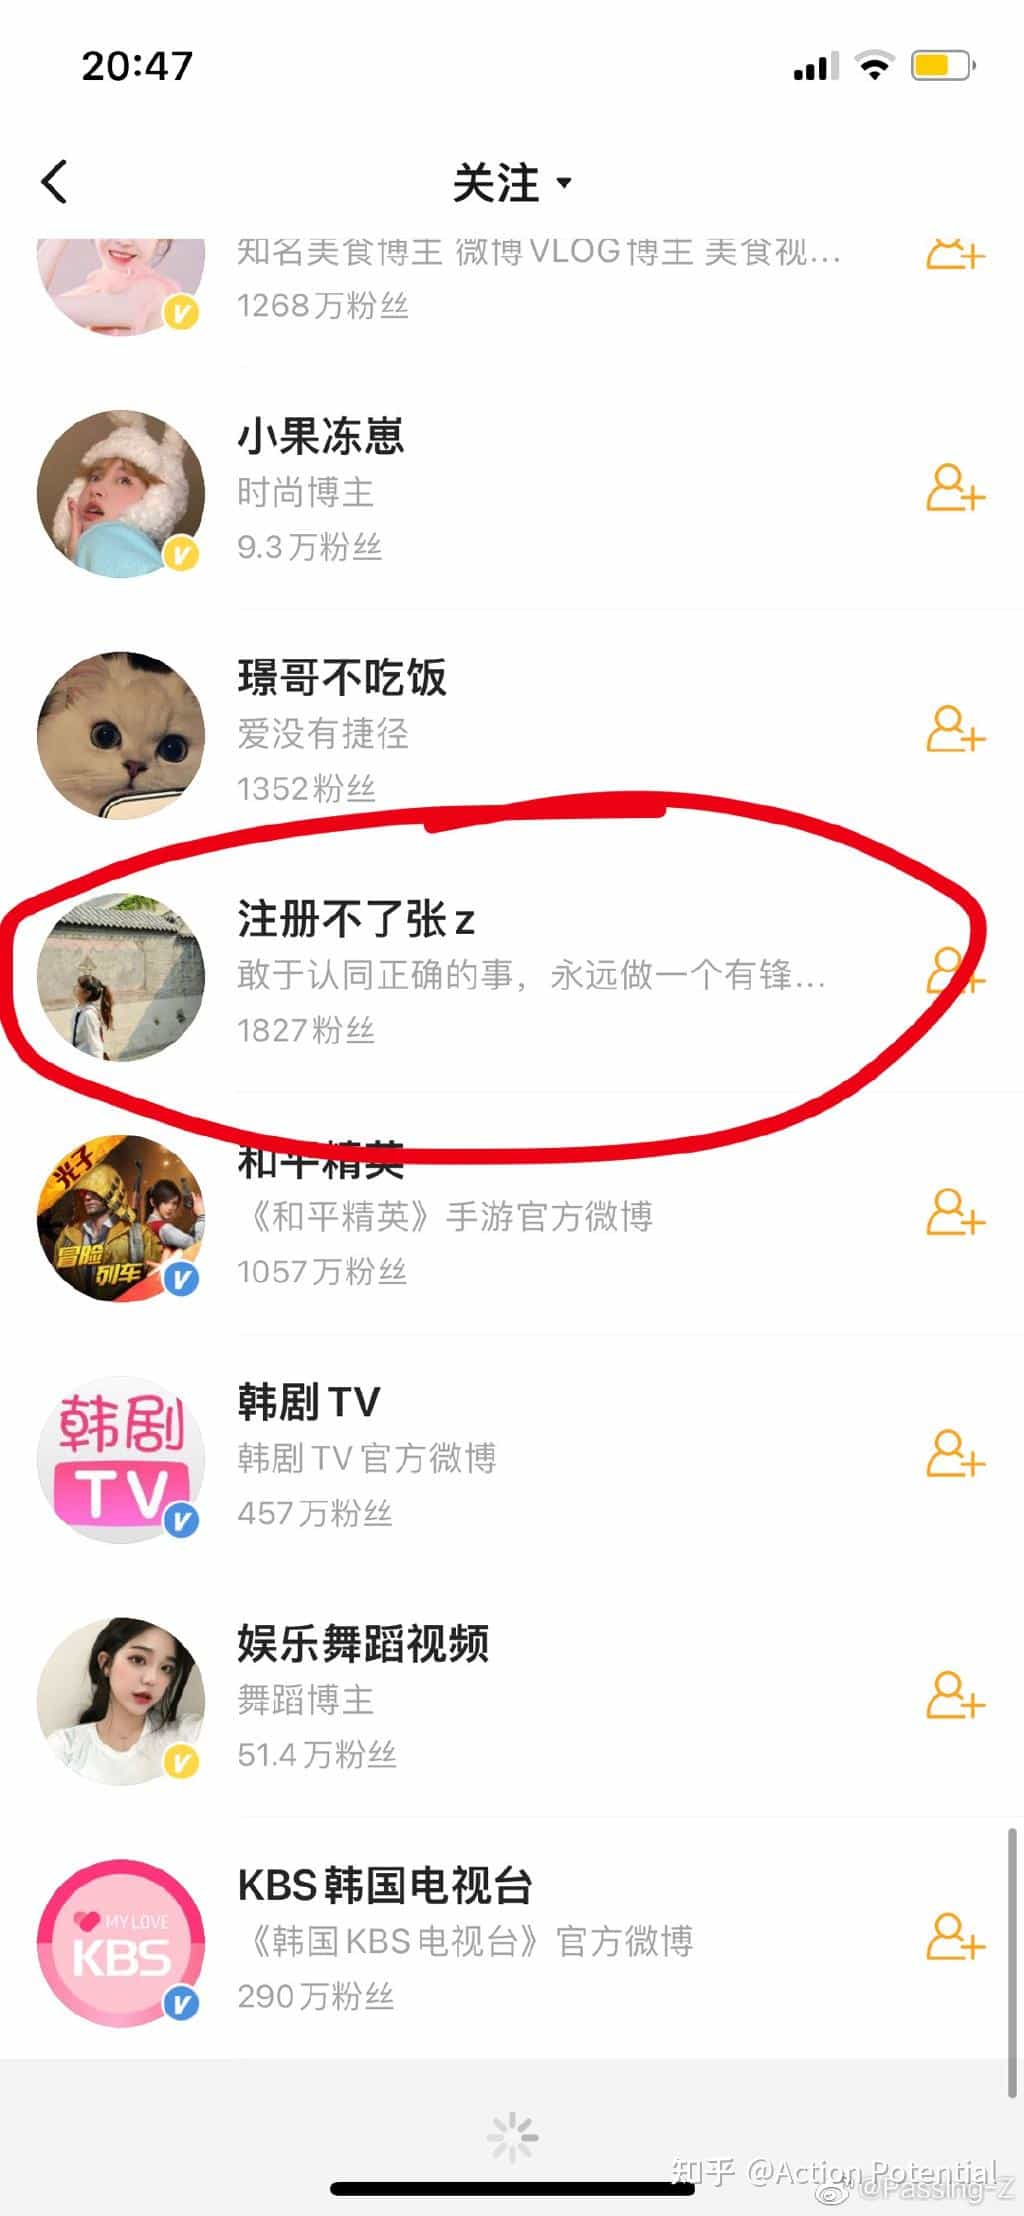 20:47
关注
知名美食博主 微博VLOG博主 美食视...
1268万粉丝
小果冻崽
时尚博主
9.3万粉丝
璟哥不吃饭
爱没有捷径
1352粉丝
注册不了张z
敢于认同正确的事，永远做一个有锋...
1827粉丝
和平精英
光子
冒险
列车
《和平精英》手游官方微博
1057万粉丝
韩剧TV
韩剧
TV
韩剧TV官方微博
457万粉丝
娱乐舞蹈视频
舞蹈博主
51.4万粉丝
KBS韩国电视台
MY LOVE
KBS
《韩国KBS电视台》官方微博
290万粉丝
知乎 @Action Potential
@Passing-Z